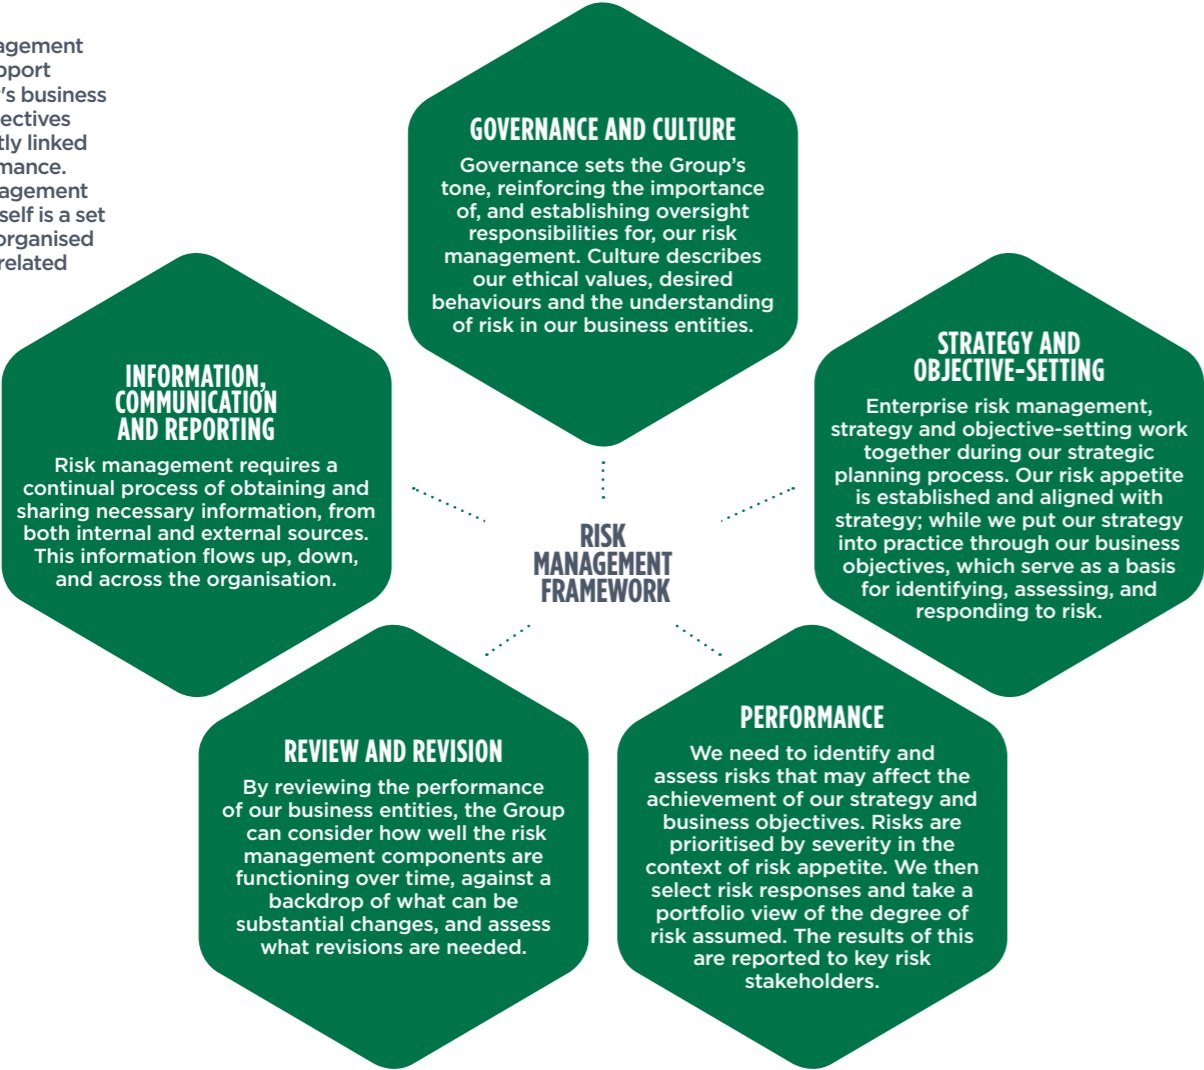 agement
pport
's business
ectives
tly linked
mance.
agement
self is a set
organised
related
GOVERNANCE AND CULTURE
Governance sets the Group's
tone, reinforcing the importance
of, and establishing oversight
responsibilities for, our risk
management. Culture describes
our ethical values, desired
behaviours and the understanding
of risk in our business entities.
STRATEGY AND
OBJECTIVE-SETTING
Enterprise risk management,
strategy and objective-setting work
together during our strategic
planning process. Our risk appetite
is established and aligned with
strategy; while we put our strategy
into practice through our business
objectives, which serve as a basis
for identifying, assessing, and
responding to risk.
INFORMATION,
COMMUNICATION
AND REPORTING
Risk management requires a
continual process of obtaining and
sharing necessary information, from
both internal and external sources.
This information flows up, down,
and across the organisation.
RISK
MANAGEMENT
FRAMEWORK
PERFORMANCE
We need to identify and
assess risks that may affect the
achievement of our strategy and
business objectives. Risks are
prioritised by severity in the
context of risk appetite. We then
select risk responses and take a
portfolio view of the degree of
risk assumed. The results of this
are reported to key risk
stakeholders.
REVIEW AND REVISION
By reviewing the performance
of our business entities, the Group
can consider how well the risk
management components are
functioning over time, against a
backdrop of what can be
substantial changes, and assess
what revisions are needed.